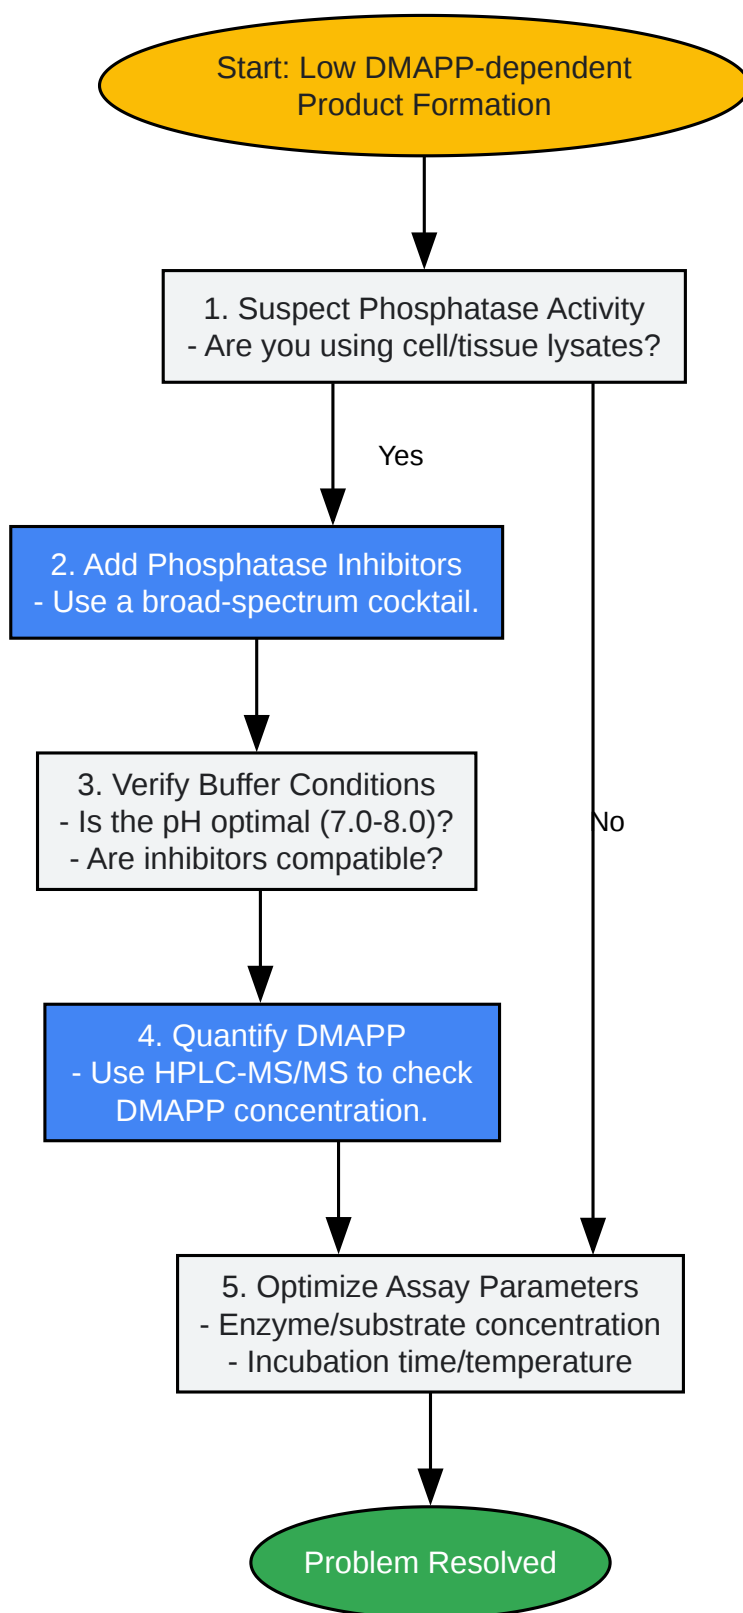 Start: Low DMAPP-dependent
Product Formation
1. Suspect Phosphatase Activity
- Are you using cell/tissue lysates?
Yes
2. Add Phosphatase Inhibitors
- Use a broad-spectrum cocktail.
3. Verify Buffer Conditions
- Is the pH optimal (7.0-8.0)?
- Are inhibitors compatible?
No
4. Quantify DMAPP
- Use HPLC-MS/MS to check
DMAPP concentration.
5. Optimize Assay Parameters
- Enzyme/substrate concentration
- Incubation time/temperature
Problem Resolved